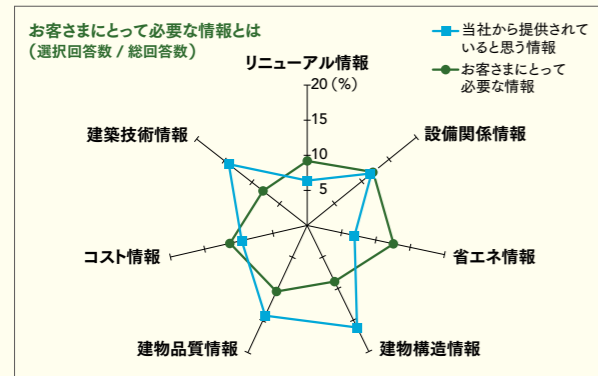 お客さまにとって必要な情報とは
(選択回答数 / 総回答数)
当社から提供されて
いると思う情報
お客さまにとって
必要な情報
リニューアル情報
20 (%)
15
10
5
建築技術情報
設備関係情報
コスト情報
省エネ情報
建物品質情報
建物構造情報